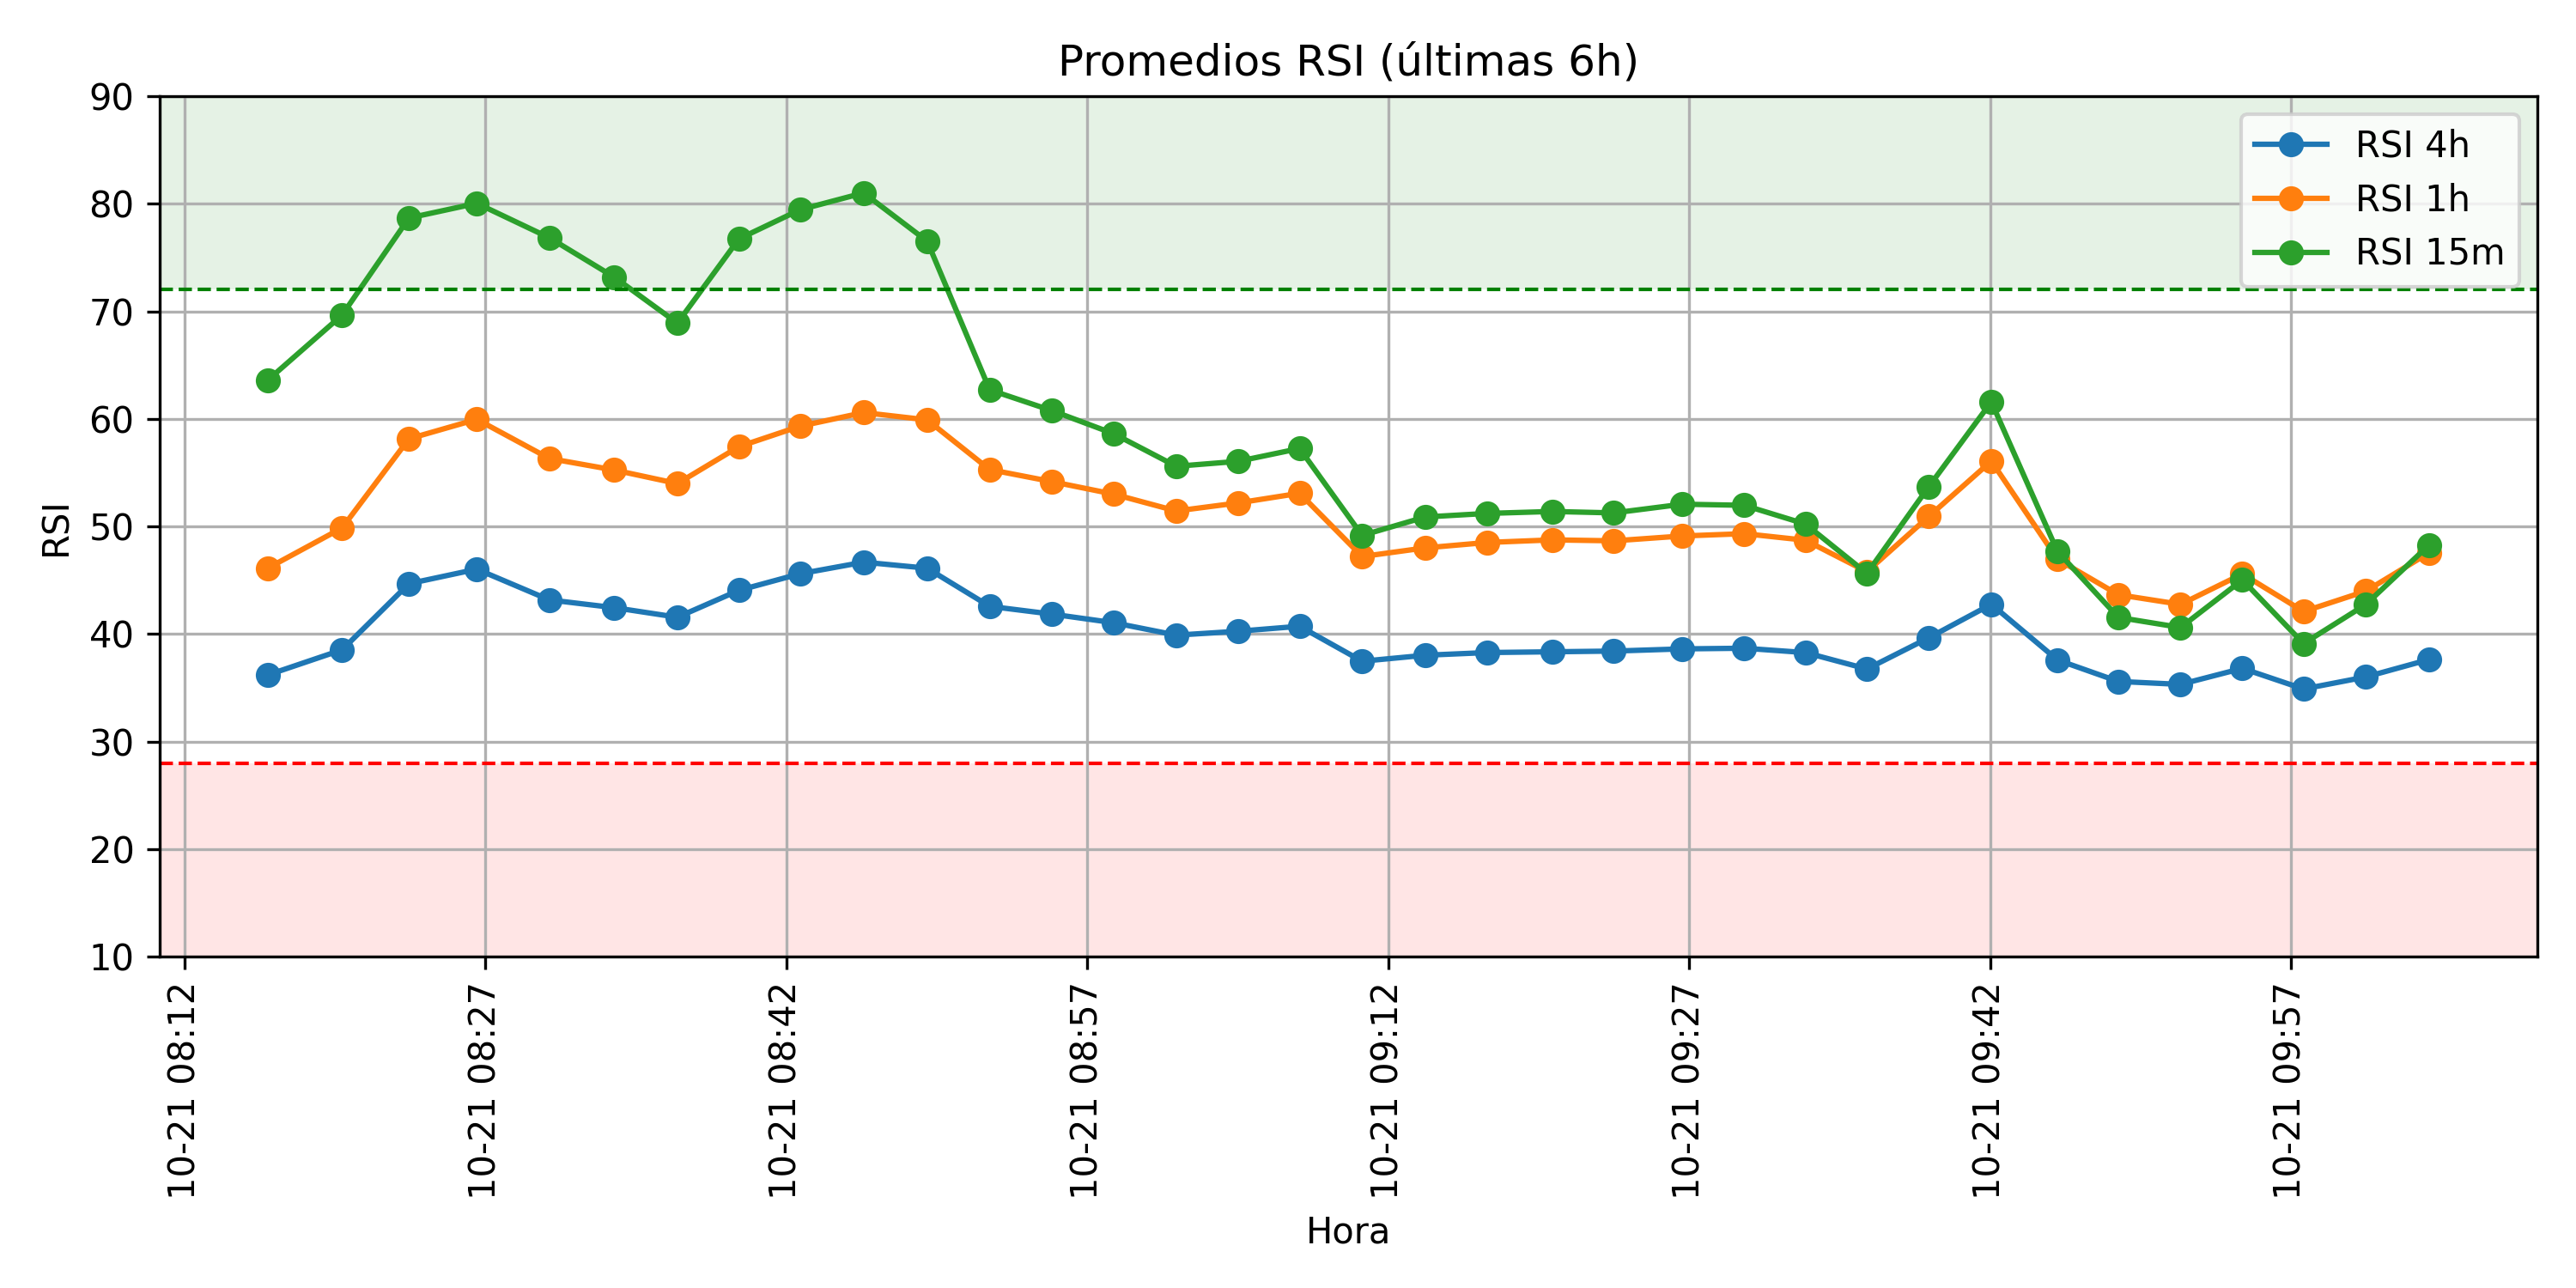 Promedios RSI (últimas 6h)
RSI 4h
RSI 1h
RSI 15m
RSI
90
80
70
60
50
40
30
20
10
10-21 08:12
10-21 08:27
10-21 08:42
10-21 08:57
10-21 09:12
10-21 09:27
10-21 09:42
10-21 09:57
Hora